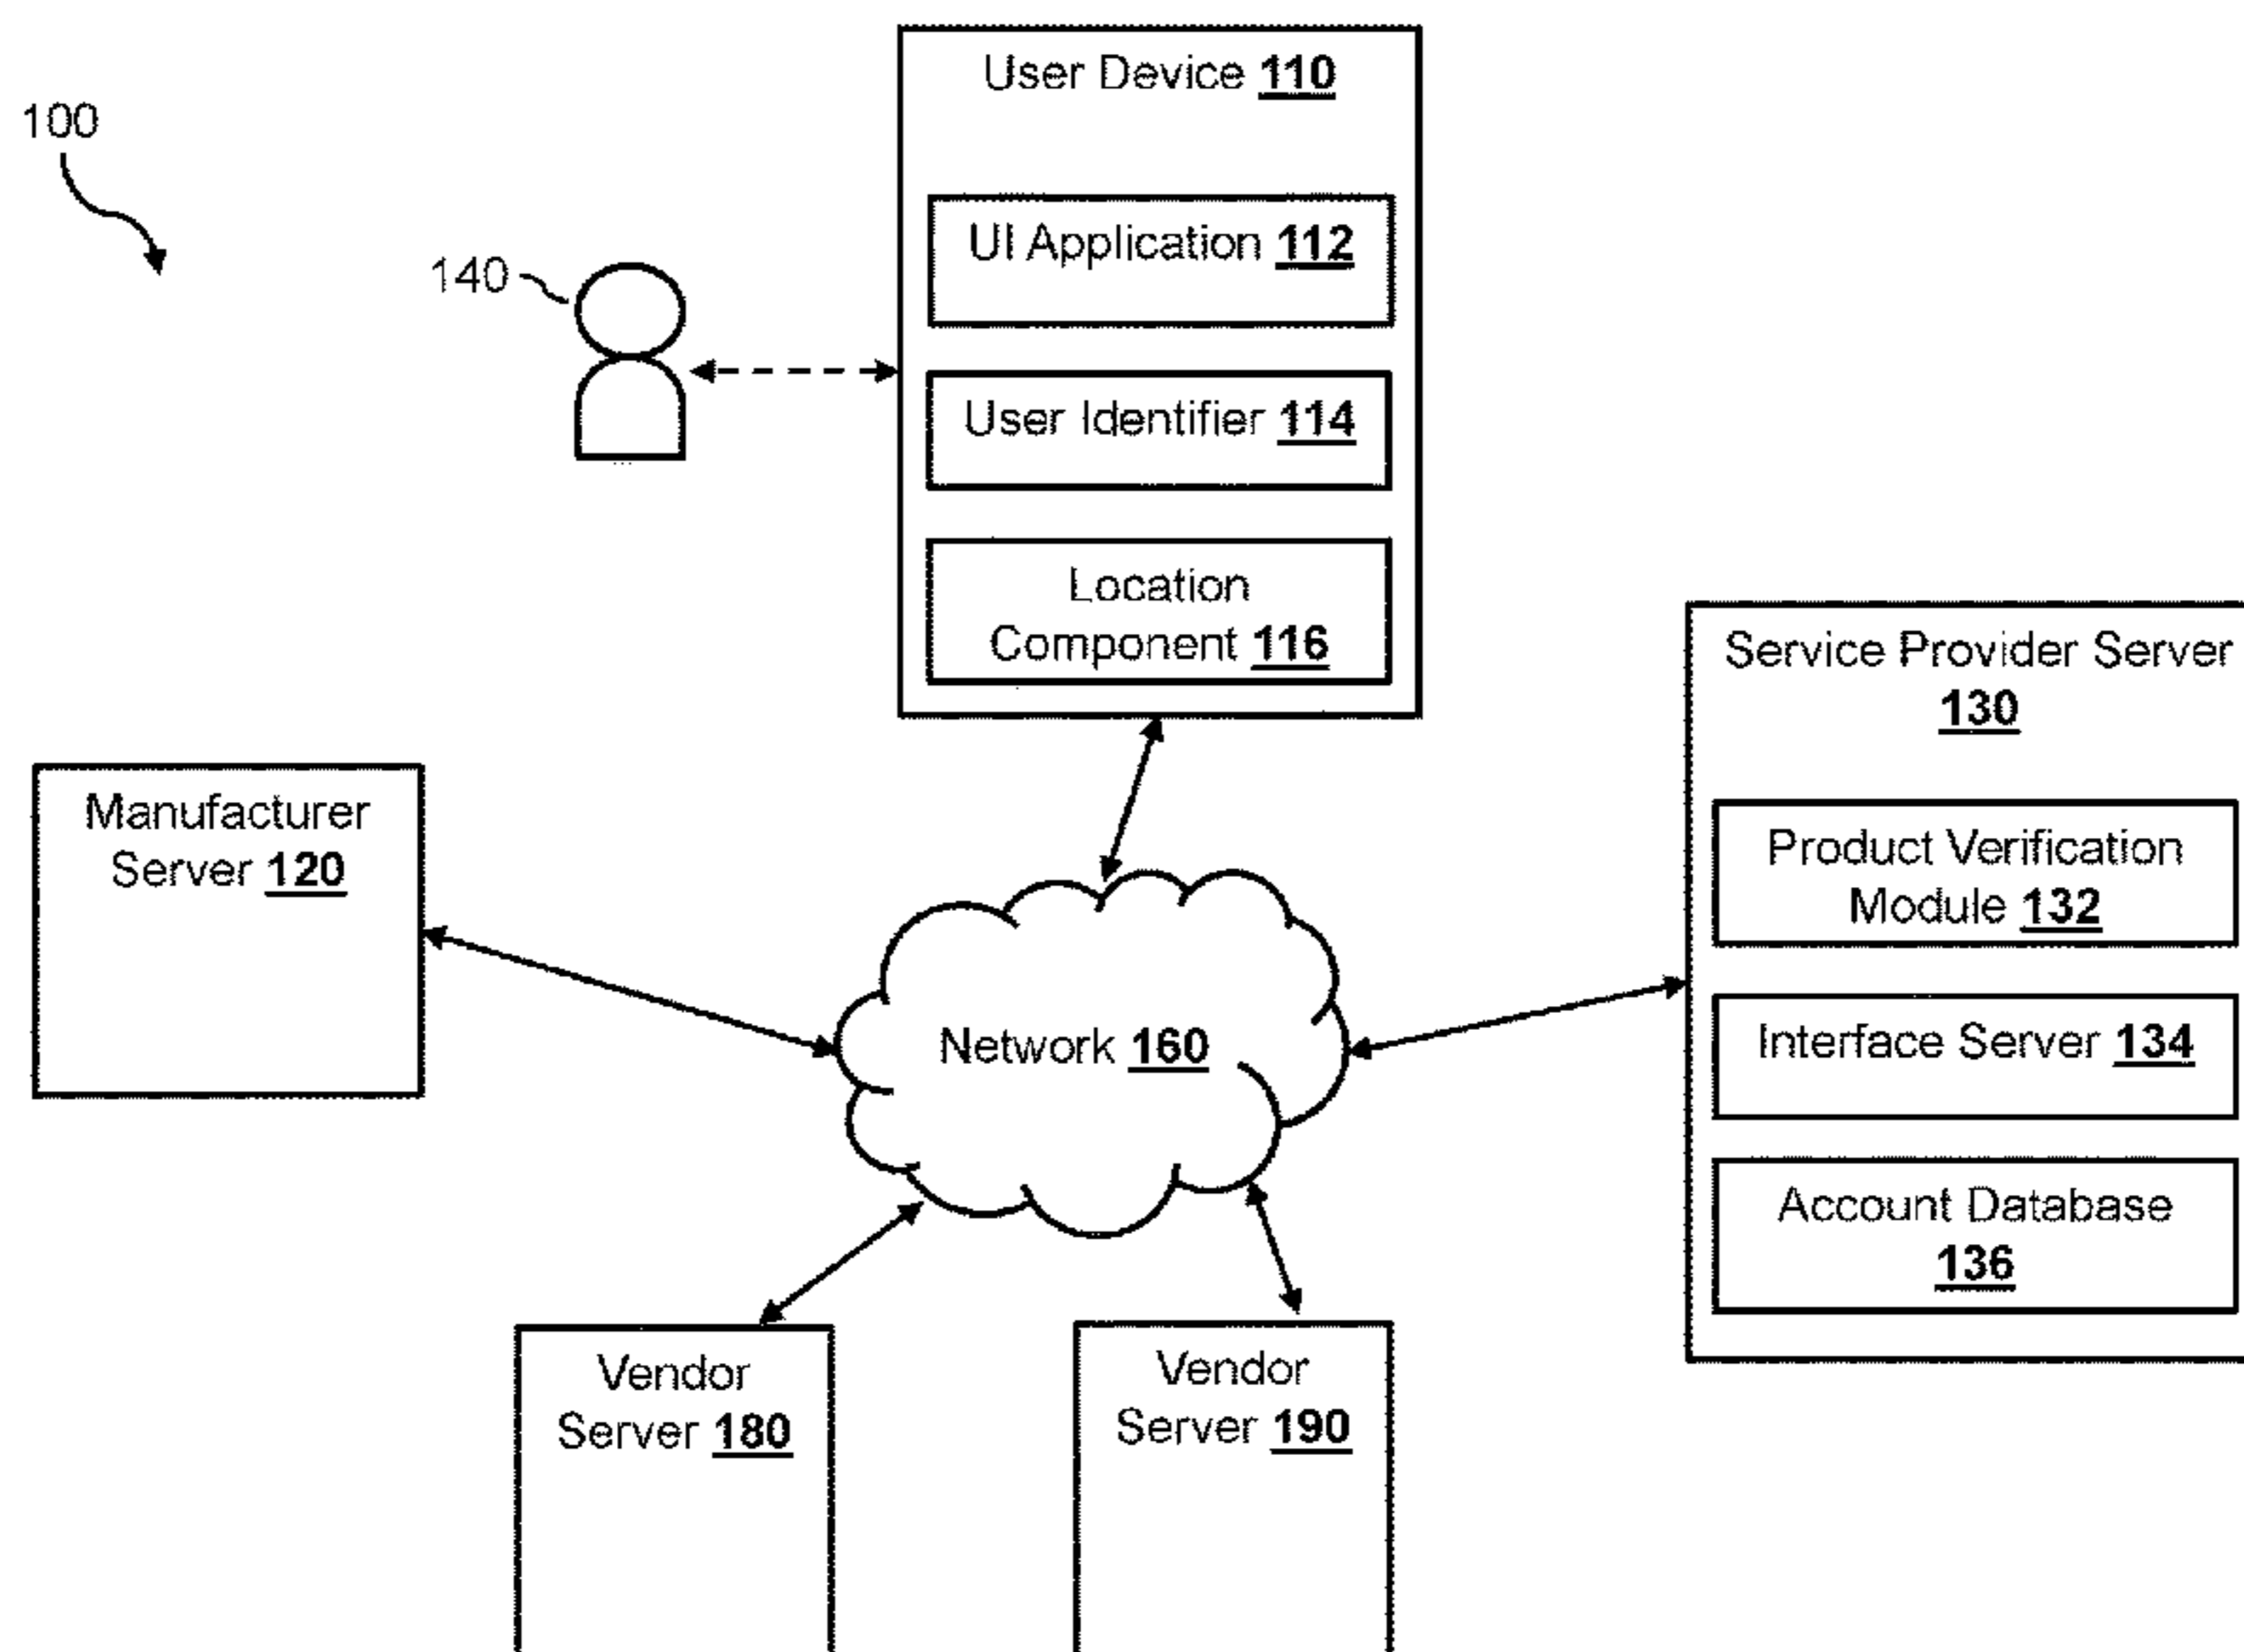 100
140
User Device 110
UI Application 112
User Identifier 114
Location
Component 116
Manufacturer
Server 120
Network 160
Service Provider Server
130
Product Verification
Module 132
Interface Server 134
Account Database
136
Vendor
Server 180
Vendor
Server 190